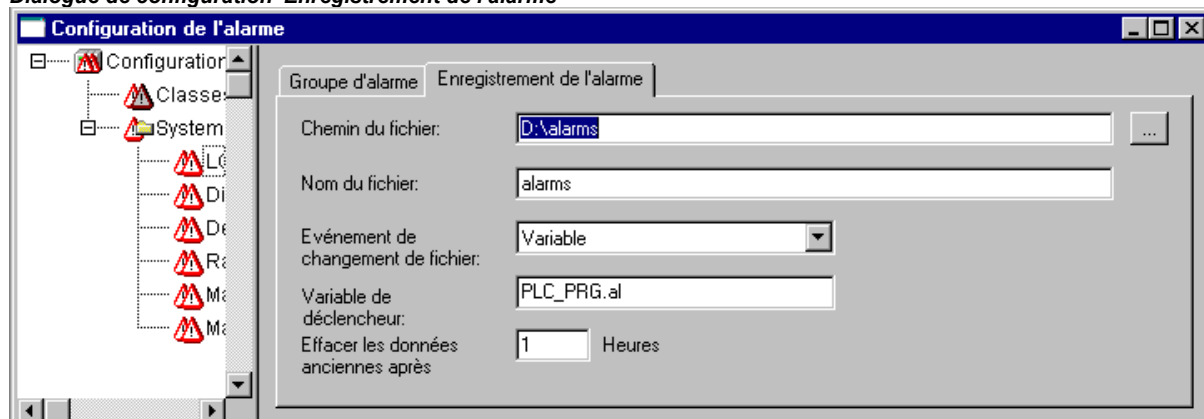 Dialogue de configuration 'Enregistrement de l'alarme'
Configuration de l'alarme
Configuration
Classes
System
Groupe d'alarme
Enregistrement de l'alarme
Chemin du fichier:
D:\alarms
...
Nom du fichier:
alarms
Evénement de
changement de fichier:
Variable
Variable de
déclencheur:
PLC_PRG.al
Effacer les données
anciennes après
1
Heures